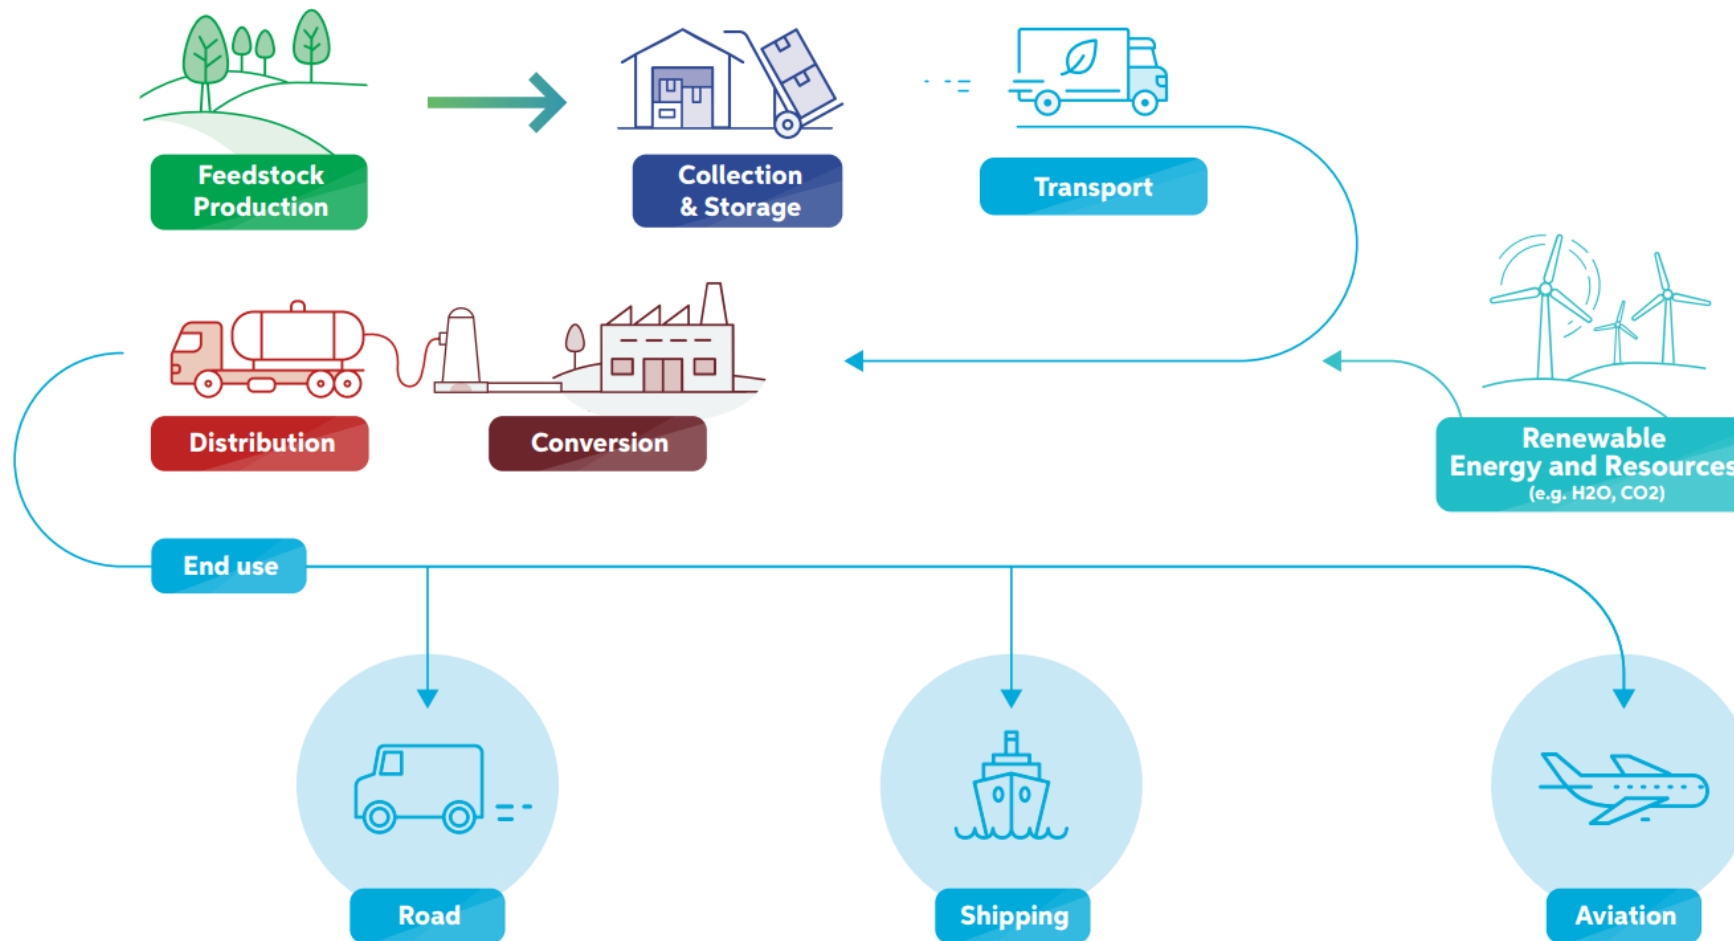 Feedstock
Production
Collection
& Storage
Transport
Distribution
Conversion
Renewable
Energy and Resources
(e.g. H2O, CO2)
End use
Road
Shipping
Aviation